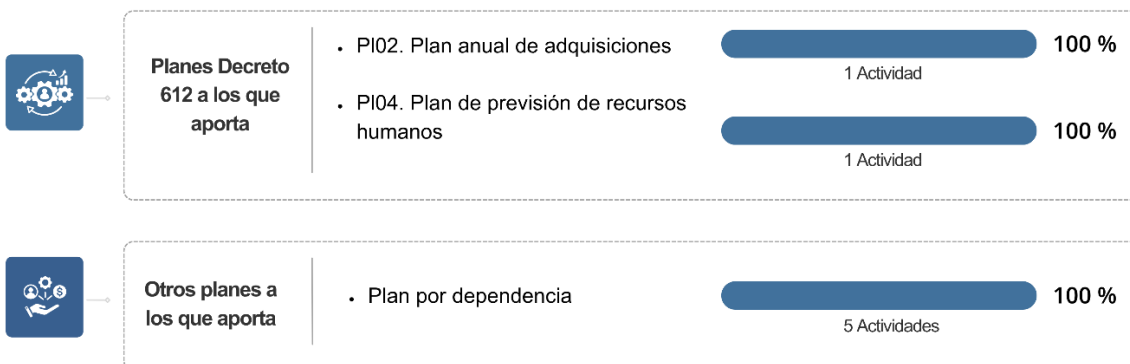 Planes Decreto
612 a los que
aporta
• PI02. Plan anual de adquisiciones
100 %
1 Actividad
• PI04. Plan de previsión de recursos
humanos
100 %
1 Actividad
Otros planes a
los que aporta
• Plan por dependencia
100 %
5 Actividades